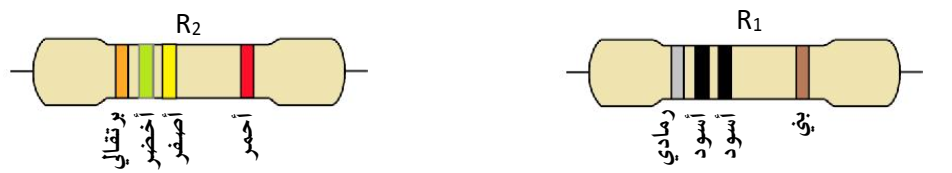 R₂
R₁
برتقالي
أخضر
أصفر
أحمر
رمادي
أسود
أسود
بني